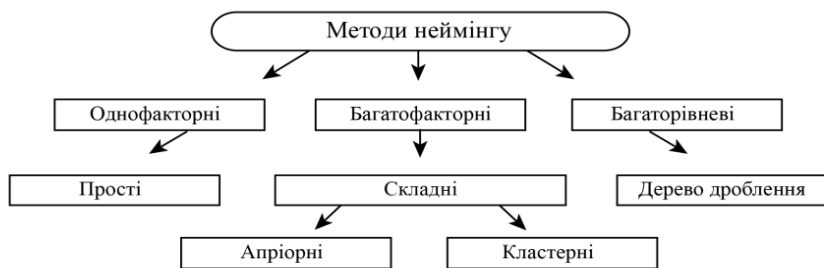 Методи неймінгу
Однофакторні
Багатофакторні
Багаторівневі
Прості
Складні
Дерево дроблення
Апріорні
Кластерні